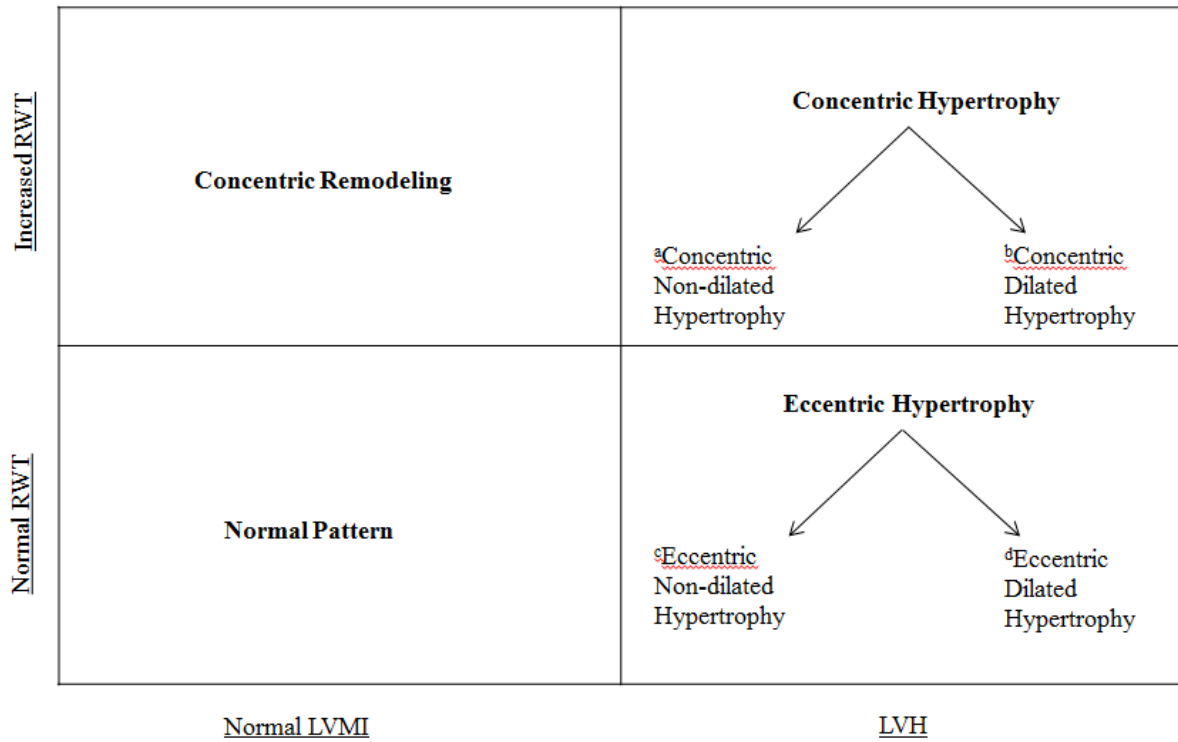 Increased RWT
Concentric Remodeling
Concentric Hypertrophy
ᵃConcentric
Non-dilated
Hypertrophy
ᵇConcentric
Dilated
Hypertrophy
Normal RWT
Normal Pattern
Eccentric Hypertrophy
ᶜEccentric
Non-dilated
Hypertrophy
ᵈEccentric
Dilated
Hypertrophy
Normal LVMI
LVH